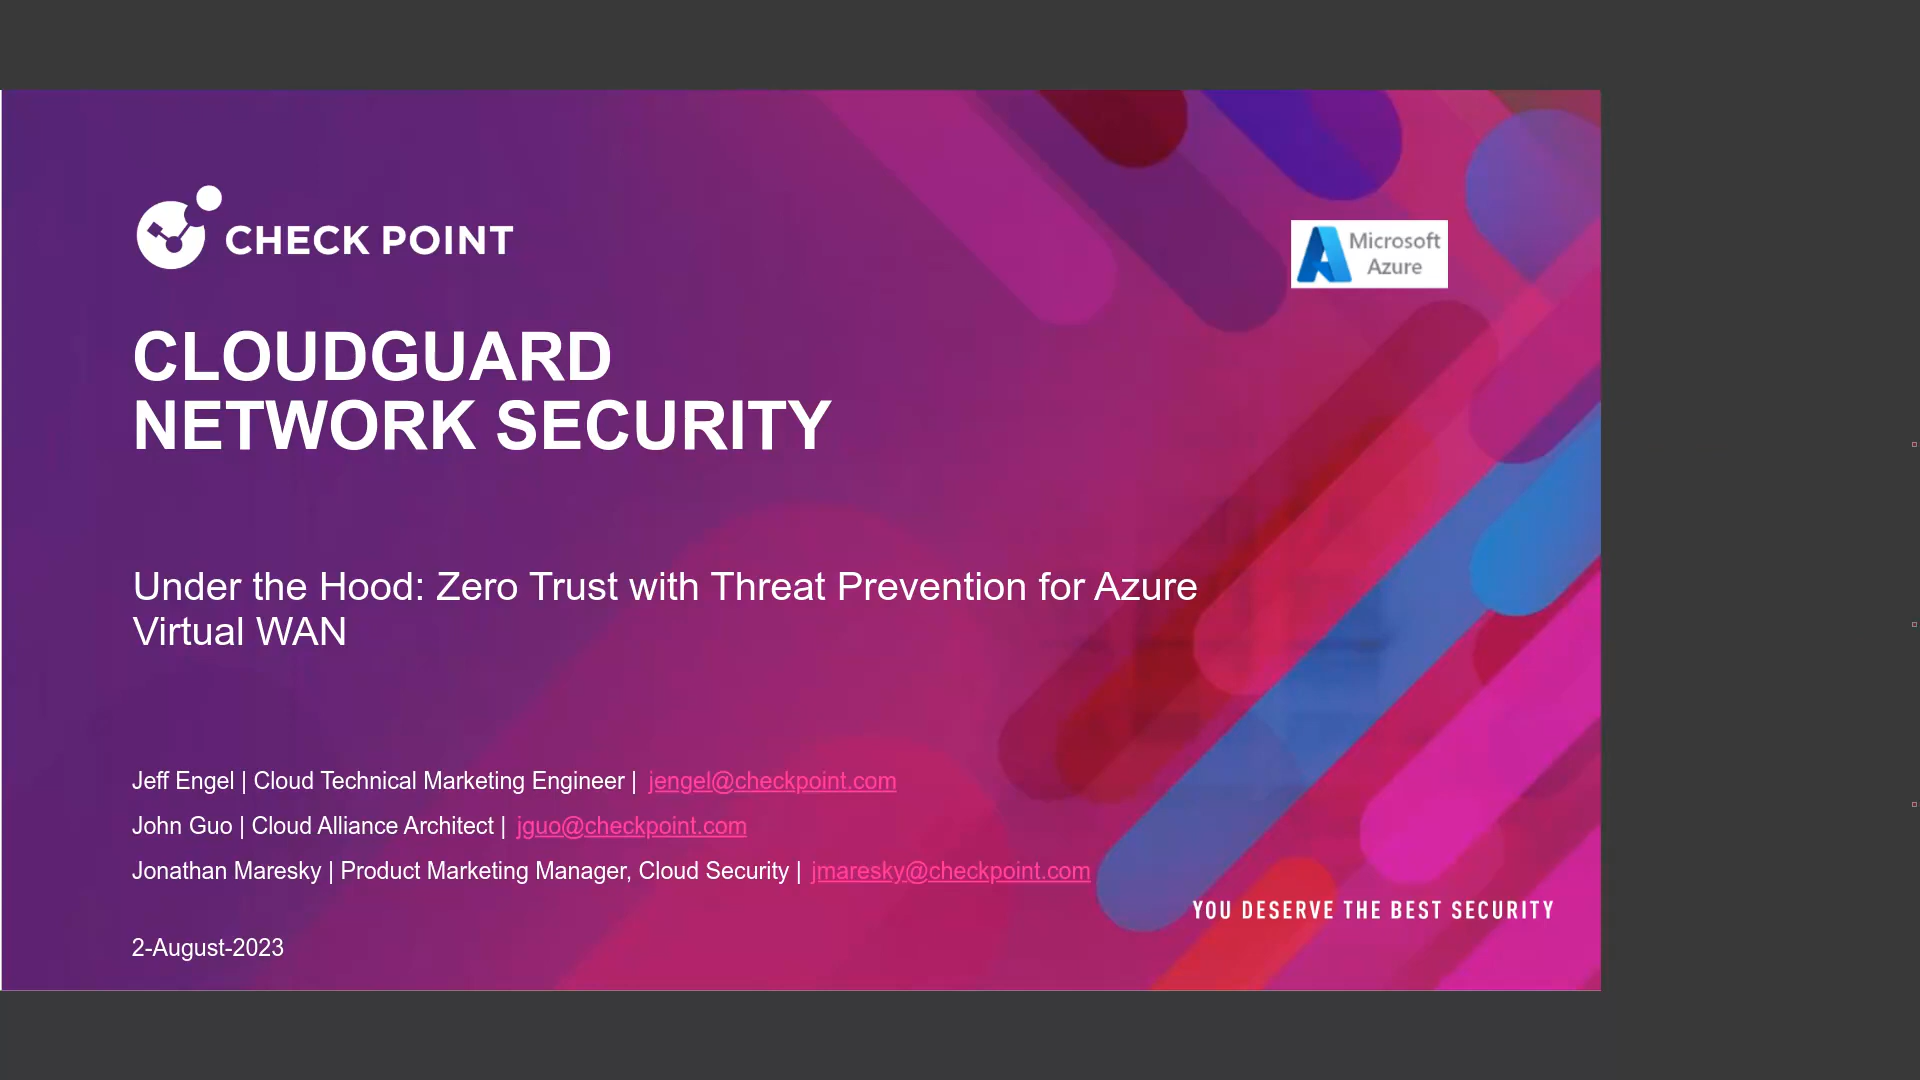 CHECK POINT
Microsoft
Azure
CLOUDGUARD
NETWORK SECURITY
Under the Hood: Zero Trust with Threat Prevention for Azure
Virtual WAN
Jeff Engel | Cloud Technical Marketing Engineer | jengel@checkpoint.com
John Guo | Cloud Alliance Architect | jguo@checkpoint.com
Jonathan Maresky | Product Marketing Manager, Cloud Security | jmaresky@checkpoint.com
YOU DESERVE THE BEST SECURITY
2-August-2023